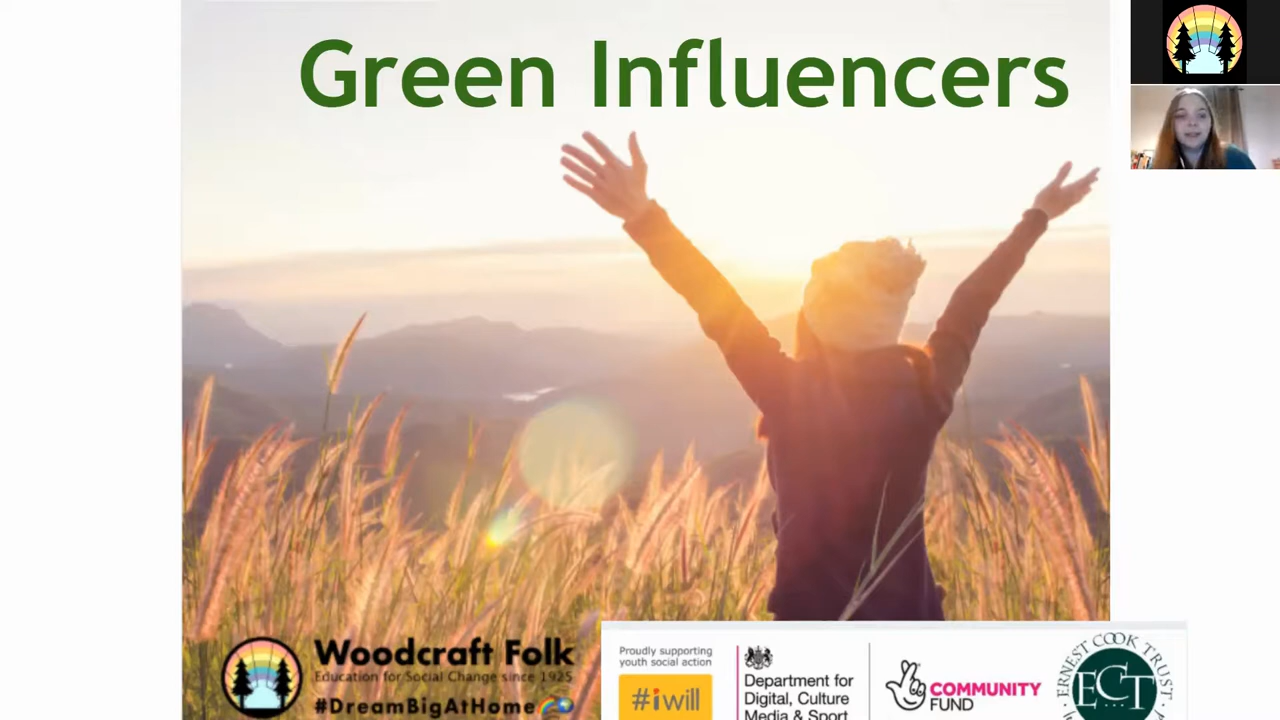 Green Influencers
Woodcraft Folk
Education for Social Change since 1925
#DreamBigAtHome
Proudly supporting
youth social action
#iwill
Department for
Digital, Culture
Media & Sport
COMMUNITY
FUND
ERNEST COOK TRUST
ECT